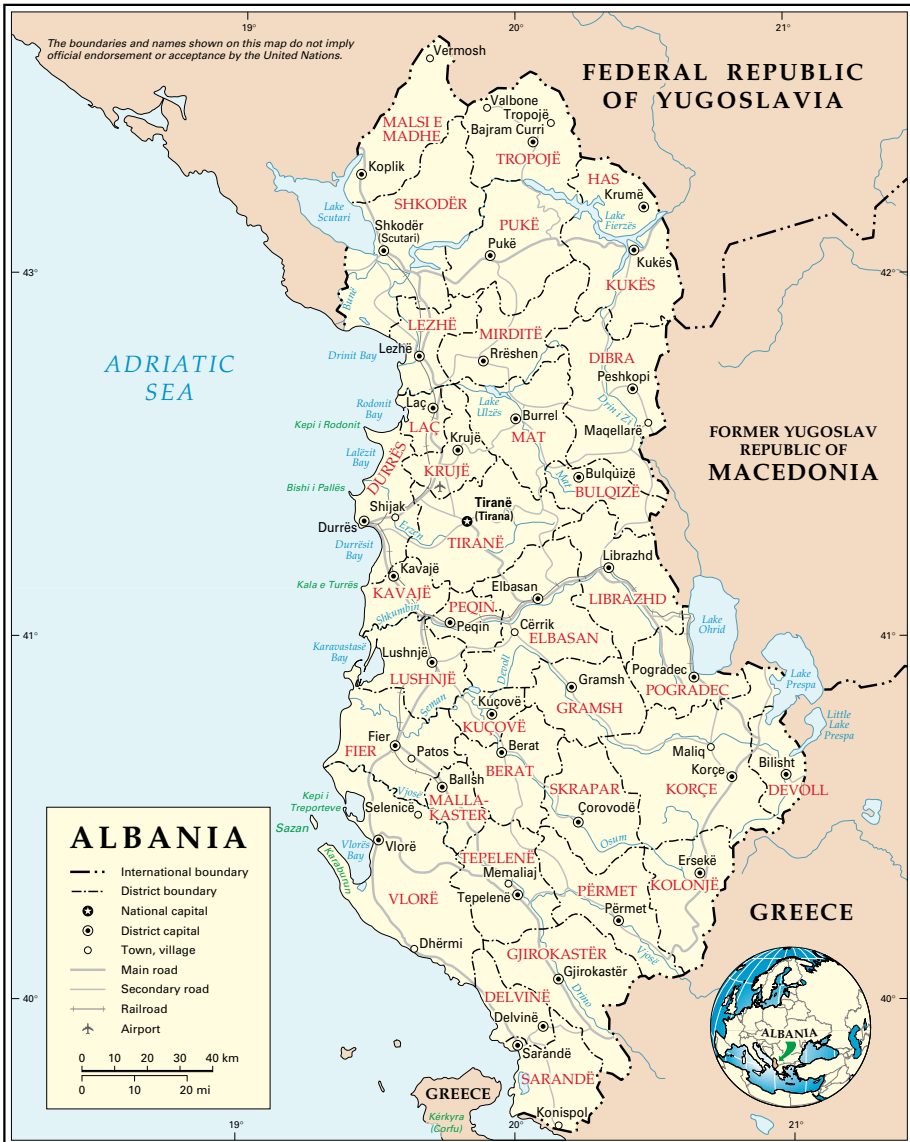 19°
20°
21°
The boundaries and names shown on this map do not imply
official endorsement or acceptance by the United Nations.
Vermosh
FEDERAL REPUBLIC
OF YUGOSLAVIA
Valbone
Tropojë
Bajram Curri
MALSI E
MADHE
TROPOJË
Koplik
HAS
Krumë
Lake
Scutari
SHKODËR
Shkodër
(Scutari)
PUKË
Pukë
Lake
Fierzës
Kukës
KUKËS
43°
42°
Bunë
LEZHË
MIRDITË
Lezhë
Rrëshen
DIBRA
Peshkopi
Drinit Bay
ADRIATIC
SEA
Rodonit
Bay
Laç
Lake
Ulzës
Burrel
Drin i Zi
Maqellarë
Kepi i Rodonit
LAÇ
MAT
Krujë
FORMER YUGOSLAV
REPUBLIC OF
MACEDONIA
Lalëzit
Bay
DURRËS
KRUJË
Mat
Bulqizë
BULQIZË
Bishi i Pallës
Shijak
Tiranë
(Tirana)
Durrës
Erzen
TIRANË
Durrësit
Bay
Librazhd
Kavajë
Kala e Turrës
KAVAJË
Elbasan
LIBRAZHD
PEQIN
Shkumbin
Peqin
Cërrik
ELBASAN
Lake
Ohrid
41°
41°
Karavastasë
Bay
Lushnjë
LUSHNJË
Devoll
Gramsh
GRAMSH
Pogradec
POGRADEC
Lake
Prespa
Seman
Kuçovë
KUÇOVË
Little
Lake
Prespa
Fier
FIER
Patos
Berat
BERAT
Maliq
Korçe
Bilisht
Ballsh
SKRAPAR
KORÇE
DEVOLL
Kepi i
Treporteve
Vjosë
Selenicë
MALLA-
KASTER
Çorovodë
Sazan
Osum
Vlorës
Bay
Vlorë
Karaburun
TEPELENË
Memaliaj
Ersekë
KOLONJË
VLORË
Tepelenë
PËRMET
Përmet
GREECE
Dhërmi
Vjosë
GJIROKASTËR
Gjirokastër
Drino
40°
40°
DELVINË
Delvinë
Sarandë
SARANDË
Konispol
GREECE
Kérkyra
(Corfu)
ALBANIA
International boundary
District boundary
National capital
District capital
Town, village
Main road
Secondary road
Railroad
Airport
0 10 20 30 40 km
0 10 20 mi
ALBANIA
19°
20°
21°